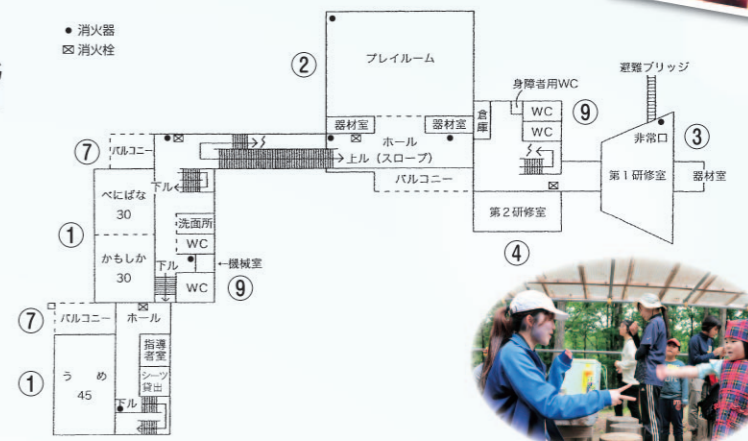 ● 消火器
消火栓
②
プレイルーム
避難ブリッジ
身障者用WC
⑨
WC
WC
倉庫
器材室
器材室
ホール
非常口
③
⑦
バルコニー
上ル（スロープ）
バルコニー
第1研修室
器材室
下ル
べにばな
30
第2研修室
④
洗面所
WC
①
かもしか
30
下ル
←機械室
WC
⑨
⑦
バルコニー
ホール
指導者室
シーツ貸出
①
うめ
45
下ル